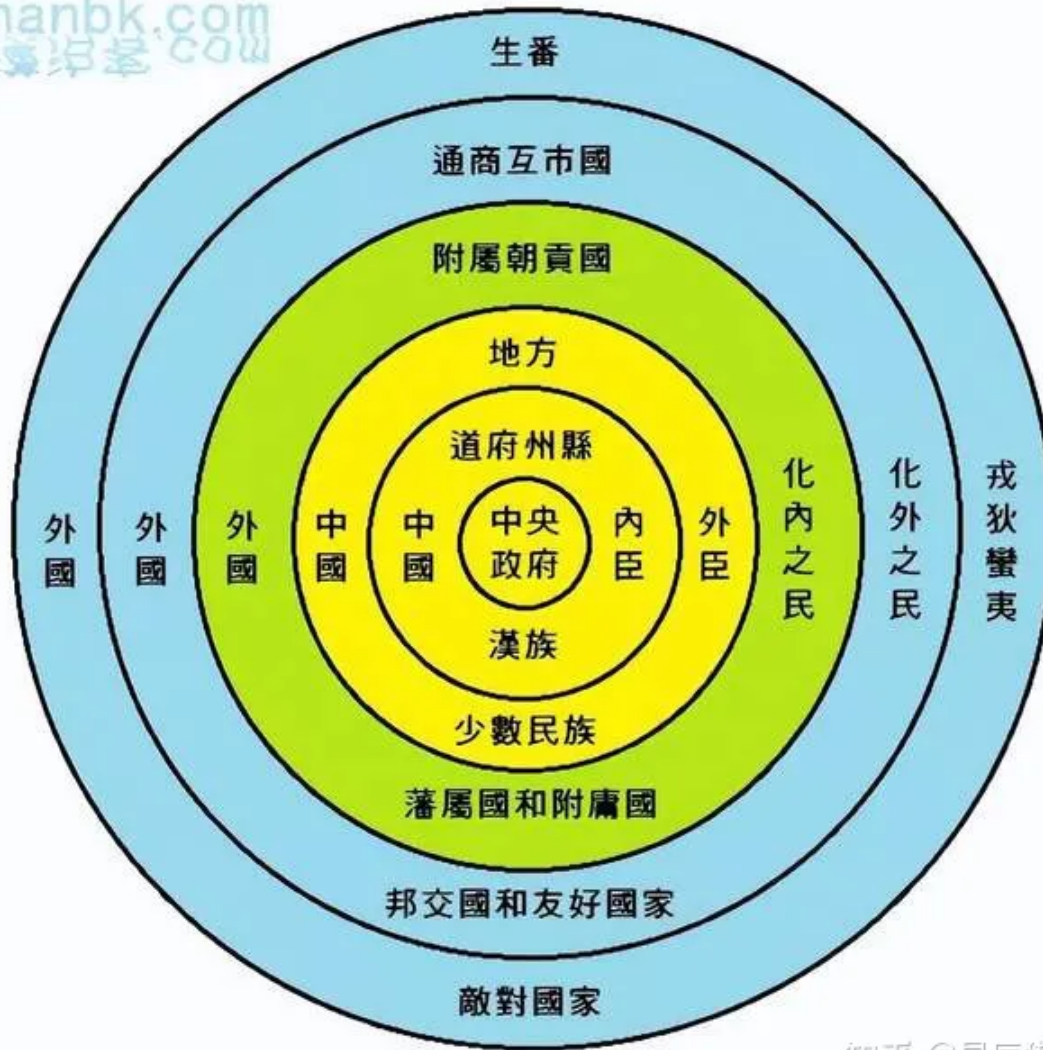 hanbk.com
生番
通商互市國
附屬朝貢國
地方
道府州縣
中央
政府
外國
外國
外國
中國
中國
內臣
外臣
化內之民
化外之民
戎狄蠻夷
漢族
少數民族
藩屬國和附庸國
邦交國和友好國家
敵對國家